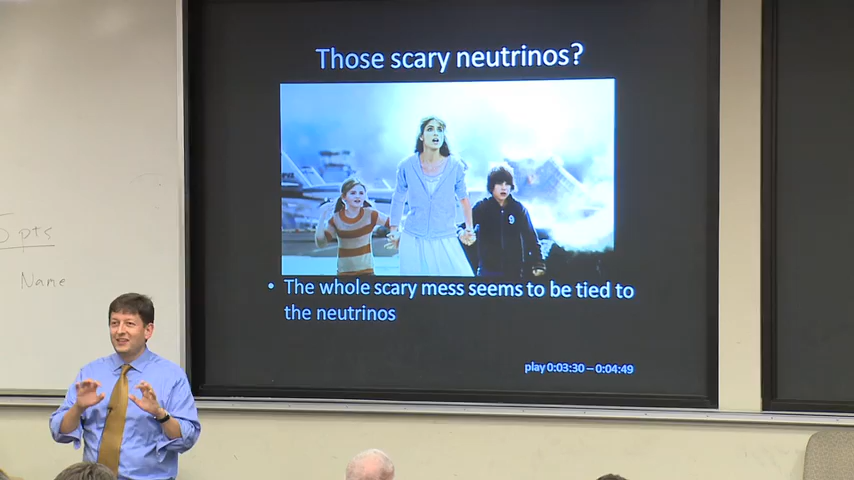 Those scary neutrinos?
• The whole scary mess seems to be tied to
the neutrinos
play 0:03:30 – 0:04:49
pts
Name